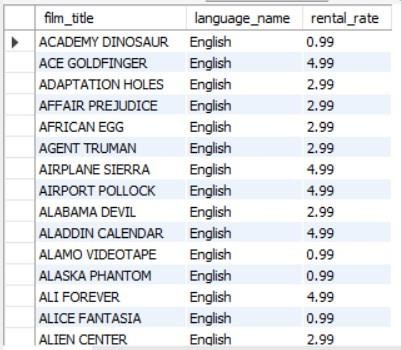 film_title language_name rental_rate
ACADEMY DINOSAUR English 0.99
ACE GOLDFINGER English 4.99
ADAPTATION HOLES English 2.99
AFFAIR PREJUDICE English 2.99
AFRICAN EGG English 2.99
AGENT TRUMAN English 2.99
AIRPLANE SIERRA English 4.99
AIRPORT POLLOCK English 4.99
ALABAMA DEVIL English 2.99
ALADDIN CALENDAR English 4.99
ALAMO VIDEOTAPE English 0.99
ALASKA PHANTOM English 0.99
ALI FOREVER English 4.99
ALICE FANTASIA English 0.99
ALIEN CENTER English 2.99